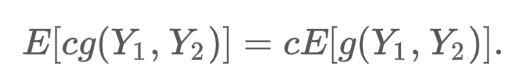 E[cg(Y₁, Y₂)] = cE[g(Y₁, Y₂)].